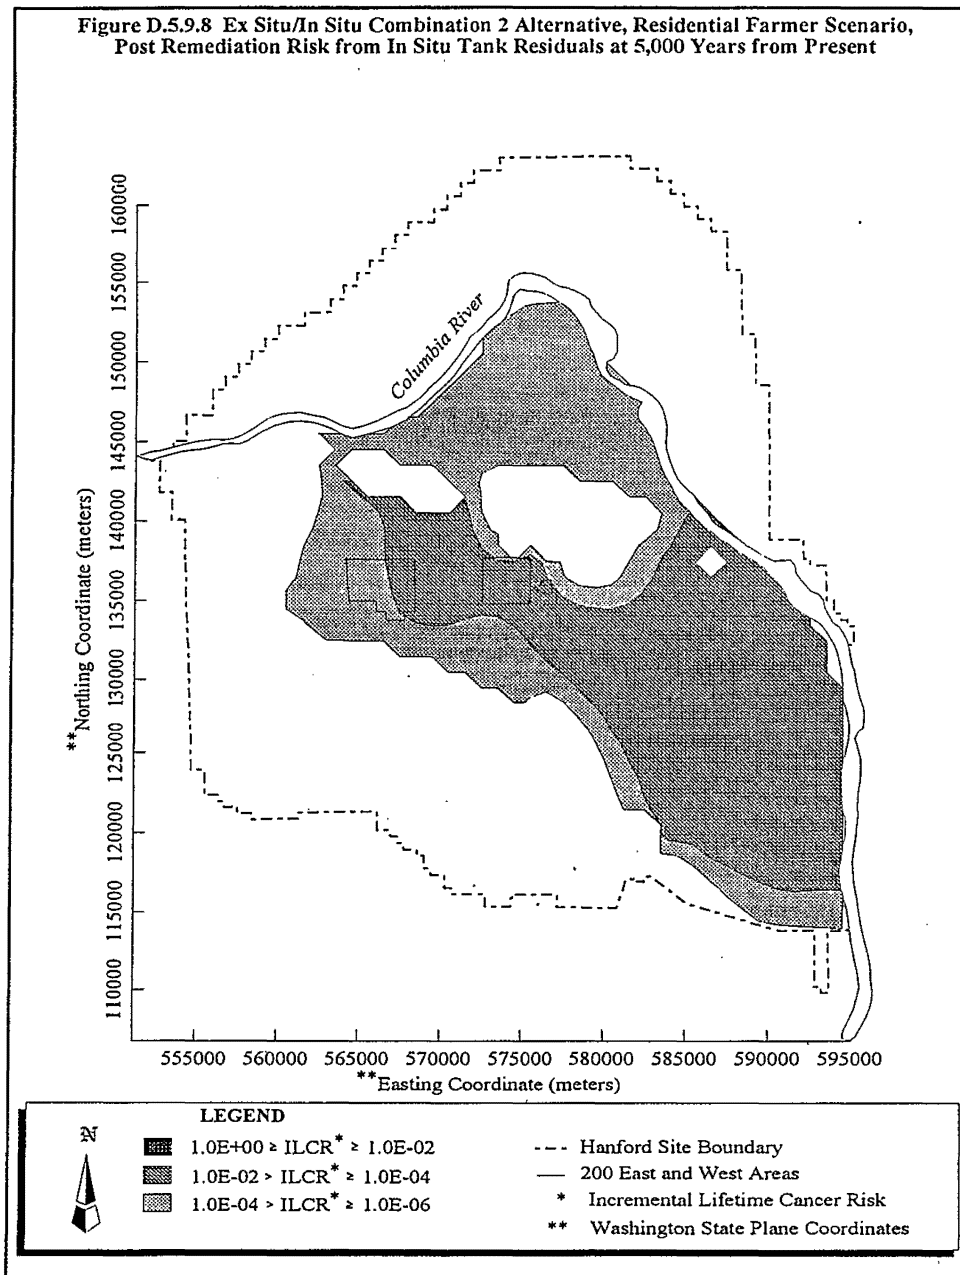 Figure D.5.9.8 Ex Situ/In Situ Combination 2 Alternative, Residential Farmer Scenario,
Post Remediation Risk from In Situ Tank Residuals at 5,000 Years from Present
160000
155000
150000
145000
140000
135000
130000
125000
120000
115000
110000
**Northing Coordinate (meters)
Columbia River
555000 560000 565000 570000 575000 580000 585000 590000 595000
**Easting Coordinate (meters)
LEGEND
N
1.0E+00 ≥ ILCR* ≥ 1.0E-02
1.0E-02 > ILCR* ≥ 1.0E-04
1.0E-04 > ILCR* ≥ 1.0E-06
Hanford Site Boundary
200 East and West Areas
* Incremental Lifetime Cancer Risk
** Washington State Plane Coordinates